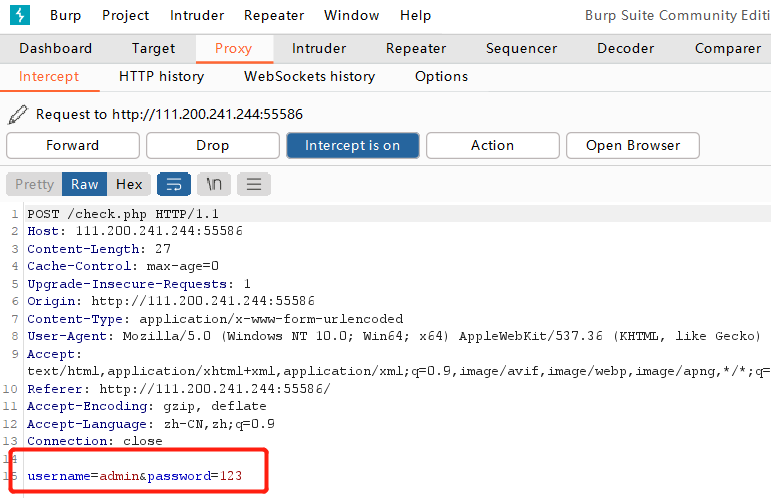 Burp Project Intruder Repeater Window Help Burp Suite Community Editi
Dashboard Target Proxy Intruder Repeater Sequencer Decoder Comparer
Intercept HTTP history WebSockets history Options
Request to http://111.200.241.244:55586
Forward Drop Intercept is on Action Open Browser
Pretty Raw Hex \n
1 POST /check.php HTTP/1.1
2 Host: 111.200.241.244:55586
3 Content-Length: 27
4 Cache-Control: max-age=0
5 Upgrade-Insecure-Requests: 1
6 Origin: http://111.200.241.244:55586
7 Content-Type: application/x-www-form-urlencoded
8 User-Agent: Mozilla/5.0 (Windows NT 10.0; Win64; x64) AppleWebKit/537.36 (KHTML, like Gecko)
9 Accept:
text/html,application/xhtml+xml,application/xml;q=0.9,image/avif,image/webp,image/apng,*/*;q=
10 Referer: http://111.200.241.244:55586/
11 Accept-Encoding: gzip, deflate
12 Accept-Language: zh-CN,zh;q=0.9
13 Connection: close
14
15 username=admin&password=123